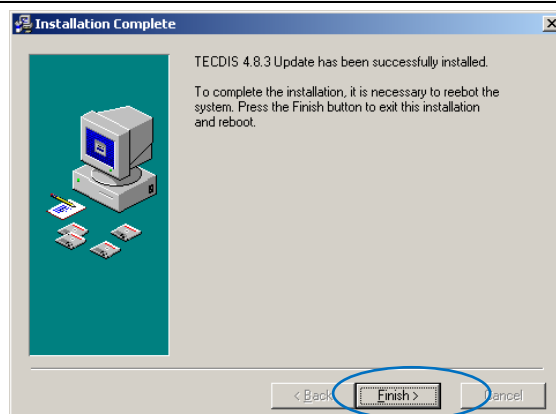 Installation Complete
TECDIS 4.8.3 Update has been successfully installed.
To complete the installation, it is necessary to reebot the
system. Press the Finish button to exit this installation
and reboot.
< Back Finish > Cancel